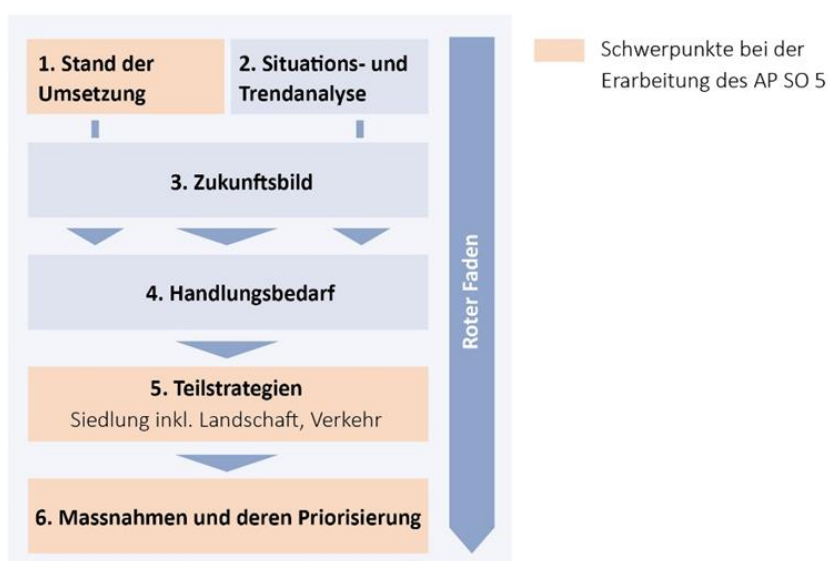 1. Stand der
Umsetzung
2. Situations- und
Trendanalyse
3. Zukunftsbild
4. Handlungsbedarf
5. Teilstrategien
Siedlung inkl. Landschaft, Verkehr
6. Massnahmen und deren Priorisierung
Roter Faden
Schwerpunkte bei der
Erarbeitung des AP SO 5